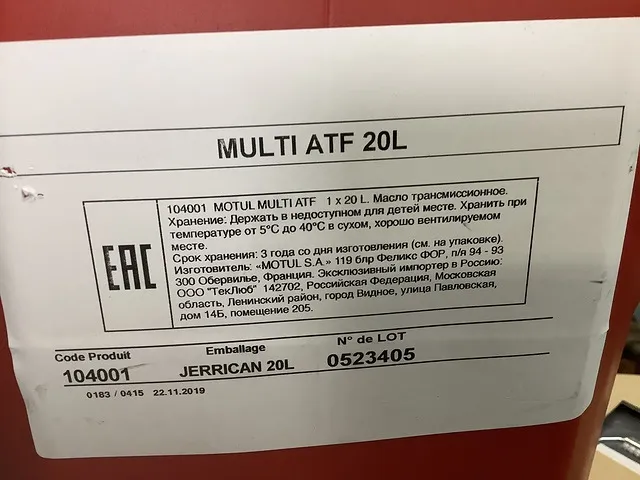 MULTI ATF 20L
104001 MOTUL MULTI ATF 1 x 20 L. Масло трансмиссионное.
Хранение: Держать в недоступном для детей месте. Хранить при
температуре от 5°C до 40°C в сухом, хорошо вентилируемом
месте.
Срок хранения: 3 года со дня изготовления (см. на упаковке).
Изготовитель: «MOTUL S.A.» 119 блр Феликс ФОР, п/я 94 - 93
300 Обервилье, Франция. Эксклюзивный импортер в Россию:
ООО "ТекЛюб" 142702, Российская Федерация, Московская
область, Ленинский район, город Видное, улица Павловская,
дом 14Б, помещение 205.
EAC
Code Produit Emballage N° de LOT
104001 JERRICAN 20L 0523405
0183 / 0415 22.11.2019